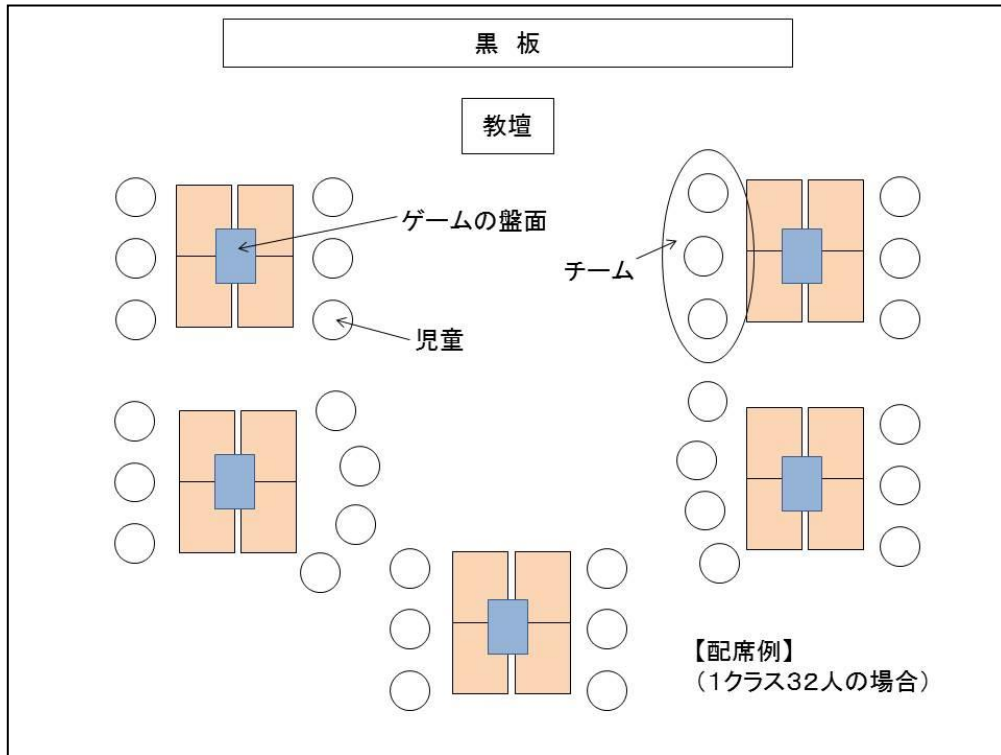 黒 板
教壇
ゲームの盤面
チーム
児童
【配席例】
(1クラス32人の場合)